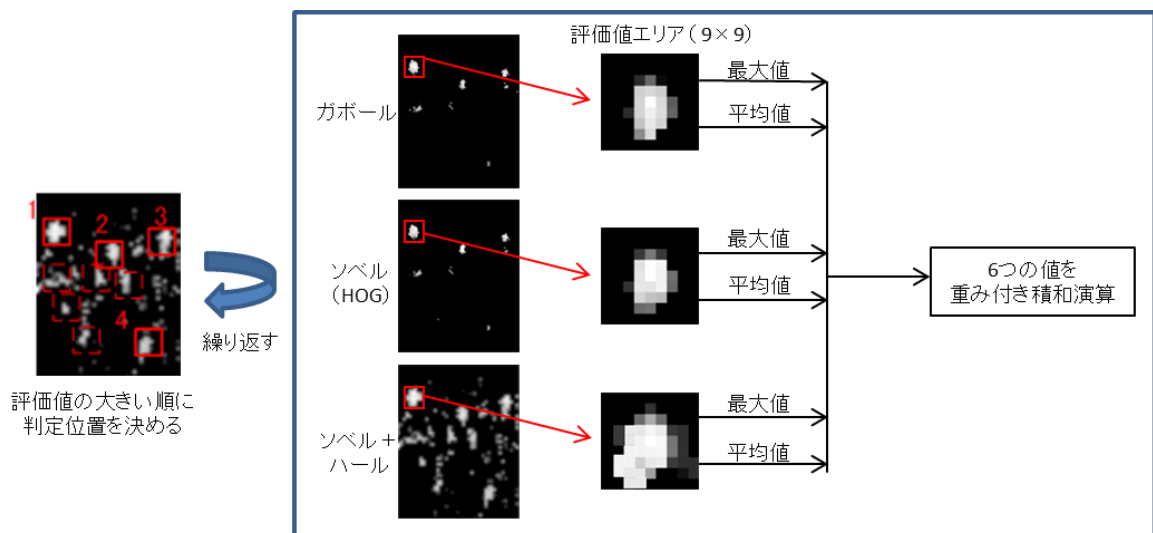 評価値エリア(9×9)
ガボール
最大値
平均値
1
2
3
4
繰り返す
評価値の大きい順に
判定位置を決める
ソベル
(HOG)
最大値
平均値
6つの値を
重み付き積和演算
ソベル+
ハール
最大値
平均値